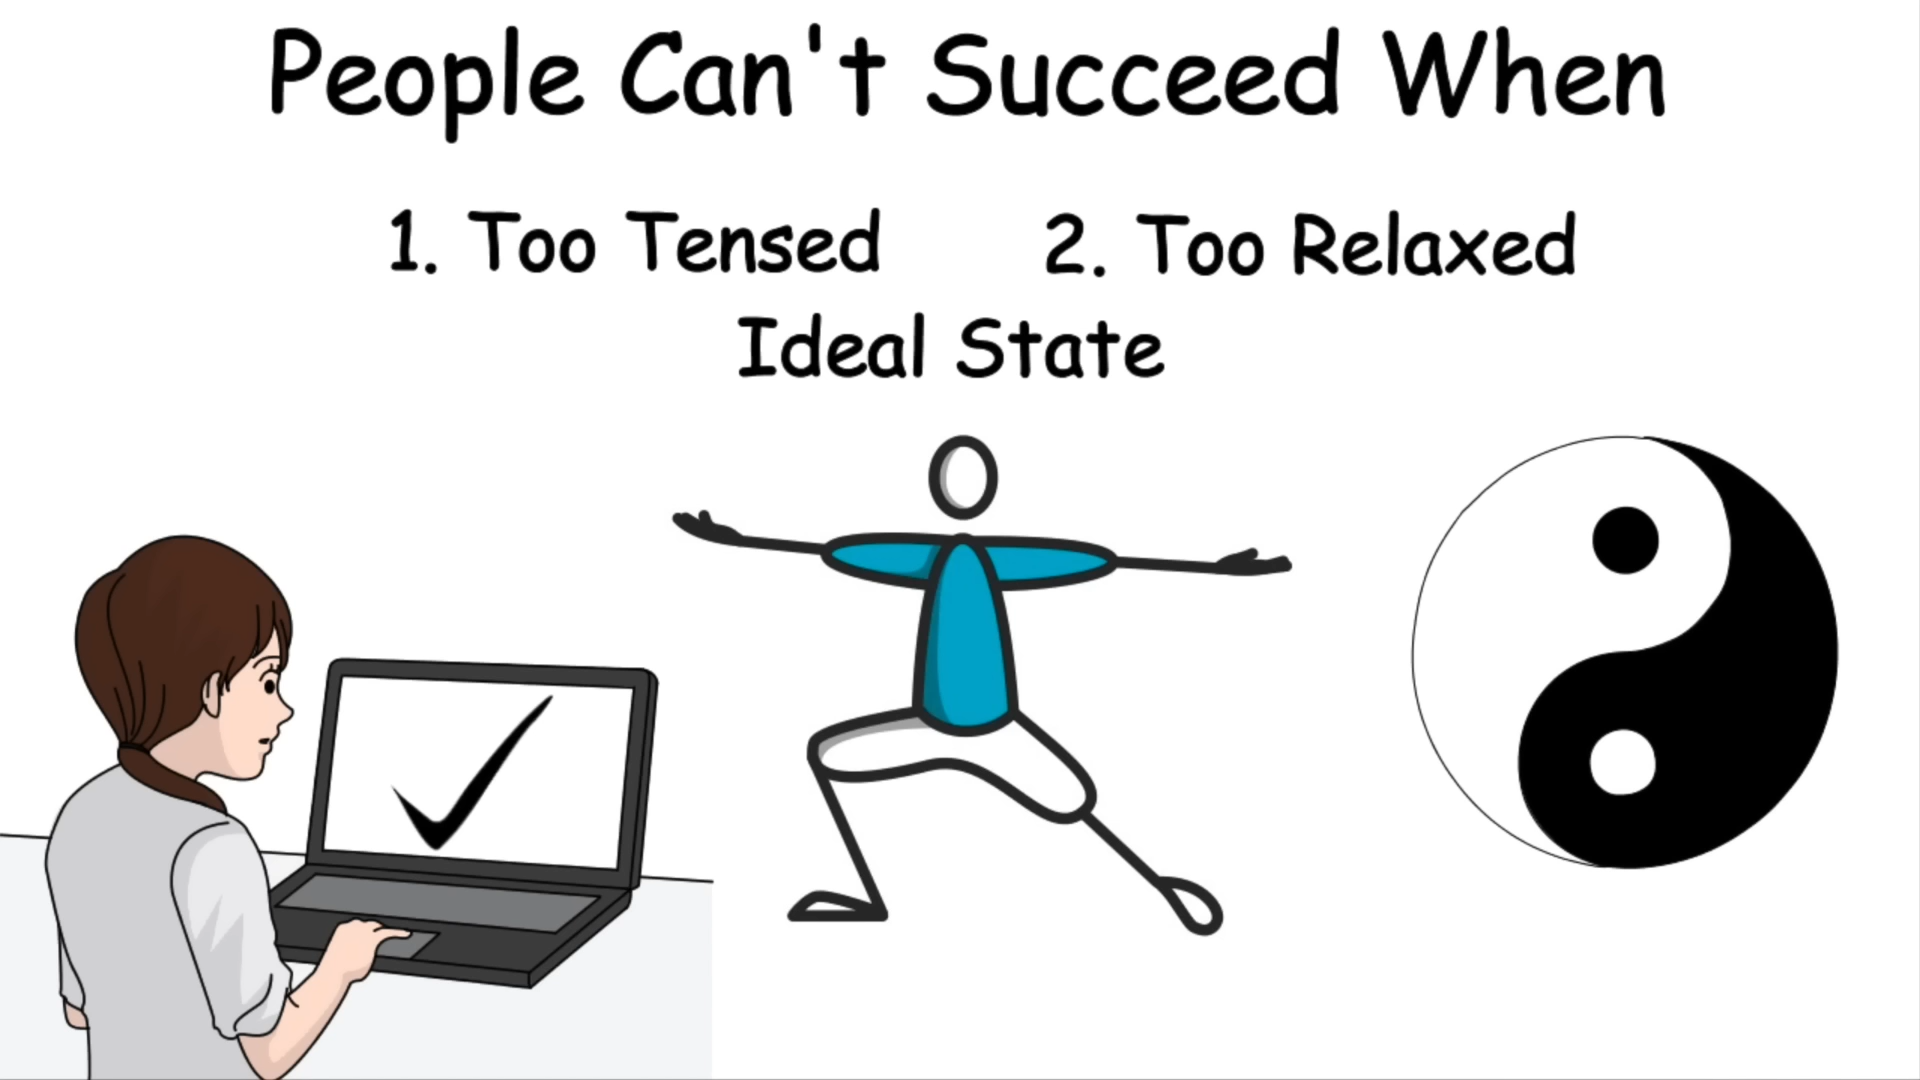 People Can't Succeed When
1. Too Tensed 2. Too Relaxed
Ideal State